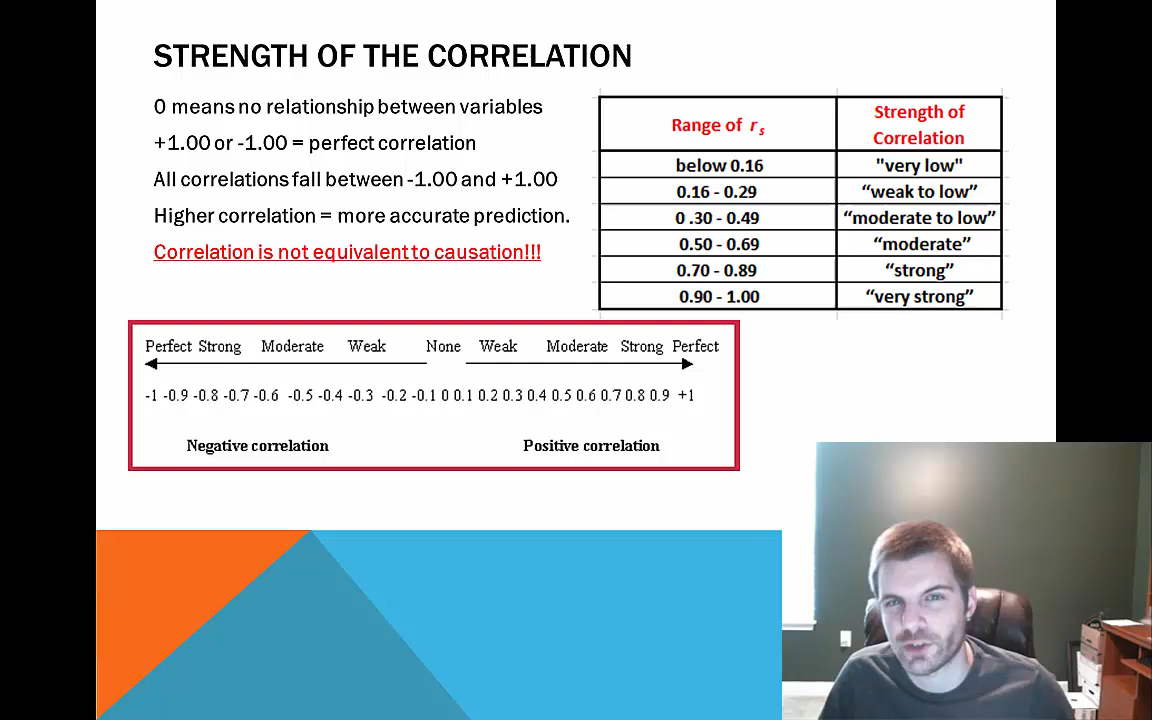 STRENGTH OF THE CORRELATION
0 means no relationship between variables
+1.00 or -1.00 = perfect correlation
All correlations fall between -1.00 and +1.00
Higher correlation = more accurate prediction.
Correlation is not equivalent to causation!!!
Range of r s Strength of
Correlation
below 0.16 "very low"
0.16 - 0.29 “weak to low”
0 .30 - 0.49 “moderate to low”
0.50 - 0.69 “moderate”
0.70 - 0.89 “strong”
0.90 - 1.00 “very strong”
Perfect Strong Moderate Weak None Weak Moderate Strong Perfect
-1 -0.9 -0.8 -0.7 -0.6 -0.5 -0.4 -0.3 -0.2 -0.1 0 0.1 0.2 0.3 0.4 0.5 0.6 0.7 0.8 0.9 +1
Negative correlation Positive correlation